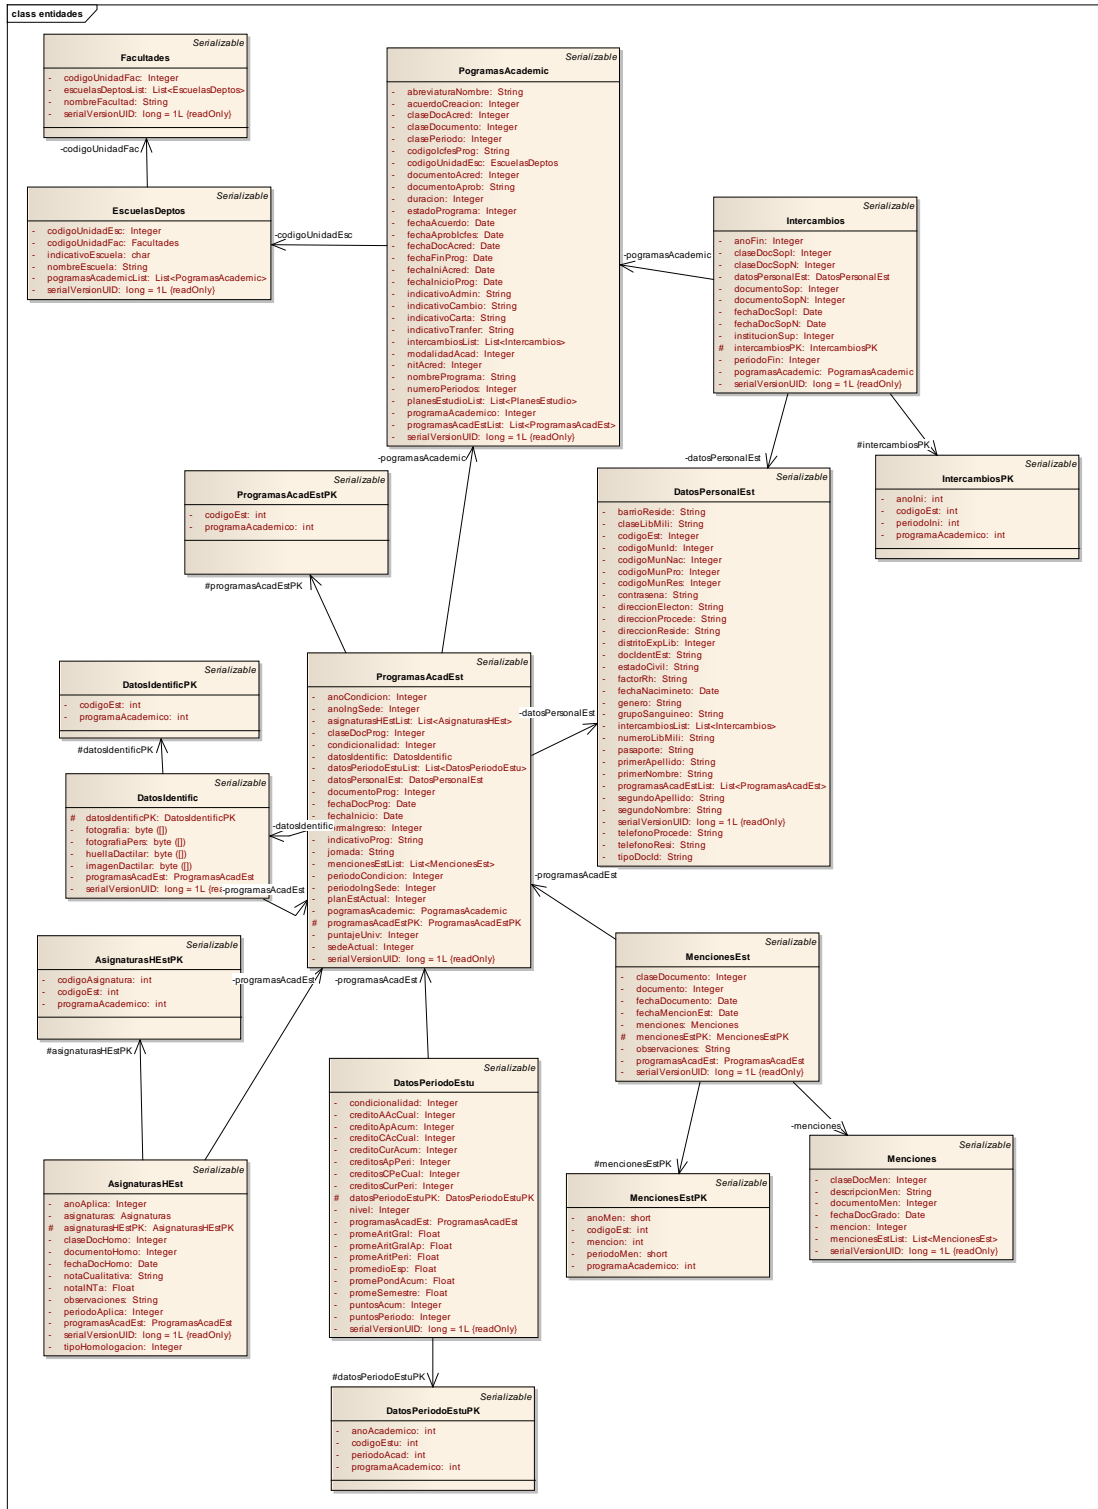 class entidades
Serializable
Facultades
- codigoUnidadFac: Integer
- escuelasDeptosList: List<EscuelasDeptos>
- nombreFacultad: String
- serialVersionUID: long = 1L {readOnly}
-codigoUnidadFac
Serializable
EscuelasDeptos
- codigoUnidadEsc: Integer
- codigoUnidadFac: Facultades
- indicativoEscuela: char
- nombreEscuela: String
- pogramasAcademicList: List<PogramasAcademic>
- serialVersionUID: long = 1L {readOnly}
-codigoUnidadEsc
Serializable
PogramasAcademic
- abreviaturaNombre: String
- acuerdoCreacion: Integer
- claseDocAcred: Integer
- claseDocumento: Integer
- clasePeriodo: Integer
- codigoIcfesProg: String
- codigoUnidadEsc: EscuelasDeptos
- documentoAcred: Integer
- documentoAprob: String
- duracion: Integer
- estadoPrograma: Integer
- fechaAcuerdo: Date
- fechaAprobIcfes: Date
- fechaDocAcred: Date
- fechaFinProg: Date
- fechaIniAcred: Date
- fechaInicioProg: Date
- indicativoAdmin: String
- indicativoCambio: String
- indicativoCarta: String
- indicativoTranfer: String
- intercambiosList: List<Intercambios>
- modalidadAcad: Integer
- nitAcred: Integer
- nombrePrograma: String
- numeroPeriodos: Integer
- planesEstudioList: List<PlanesEstudio>
- programaAcademico: Integer
- programasAcadEstList: List<ProgramasAcadEst>
- serialVersionUID: long = 1L {readOnly}
-pogramasAcademic
Serializable
Intercambios
- anoFin: Integer
- claseDocSopI: Integer
- claseDocSopN: Integer
- datosPersonalEst: DatosPersonalEst
- documentoSop: Integer
- documentoSopN: Integer
- fechaDocSopI: Date
- fechaDocSopN: Date
- institucionSup: Integer
# intercambiosPK: IntercambiosPK
- periodoFin: Integer
- pogramasAcademic: PogramasAcademic
- serialVersionUID: long = 1L {readOnly}
-pogramasAcademic
-datosPersonalEst
#intercambiosPK
Serializable
IntercambiosPK
- anoIni: int
- codigoEst: int
- periodoIni: int
- programaAcademico: int
Serializable
ProgramasAcadEstPK
- codigoEst: int
- programaAcademico: int
#programasAcadEstPK
Serializable
DatosPersonalEst
- barrioReside: String
- claseLibMili: String
- codigoEst: Integer
- codigoMunId: Integer
- codigoMunNac: Integer
- codigoMunPro: Integer
- codigoMunRes: Integer
- contrasena: String
- direccionElecton: String
- direccionProcede: String
- direccionReside: String
- distritoExpLib: Integer
- docIdentEst: String
- estadoCivil: String
- factorRh: String
- fechaNacimineto: Date
- genero: String
- grupoSanguineo: String
- intercambiosList: List<Intercambios>
- numeroLibMili: String
- pasaporte: String
- primerApellido: String
- primerNombre: String
- programasAcadEstList: List<ProgramasAcadEst>
- segundoApellido: String
- segundoNombre: String
- serialVersionUID: long = 1L {readOnly}
- telefonoProcede: String
- telefonoResi: String
- tipoDocId: String
Serializable
DatosIdentificPK
- codigoEst: int
- programaAcademico: int
#datosIdentificPK
Serializable
DatosIdentific
# datosIdentificPK: DatosIdentificPK
- fotografia: byte ([])
- fotografiaPers: byte ([])
- huellaDactilar: byte ([])
- imagenDactilar: byte ([])
- programasAcadEst: ProgramasAcadEst
- serialVersionUID: long = 1L
-datosIdentific
-programasAcadEst
Serializable
ProgramasAcadEst
- anoCondicion: Integer
- anoIngSede: Integer
- asignaturasHEstList: List<AsignaturasHEst>
- claseDocProg: Integer
- condicionalidad: Integer
- datosIdentific: DatosIdentific
- datosPeriodoEstuList: List<DatosPeriodoEstu>
- datosPersonalEst: DatosPersonalEst
- documentoProg: Integer
- fechaDocProg: Date
- fechaInicio: Date
Integer
- indicativoProg: String
- jornada: String
- mencionesEstList: List<MencionesEst>
- periodoCondicion: Integer
- periodoIngSede: Integer
- planEstActual: Integer
- pogramasAcademic: PogramasAcademic
# programasAcadEstPK: ProgramasAcadEstPK
- puntajeUniv: Integer
- sedeActual: Integer
- serialVersionUID: long = 1L {readOnly}
-datosPersonalEst
-programasAcadEst
-programasAcadEst
-programasAcadEst
Serializable
AsignaturasHEstPK
- codigoAsignatura: int
- codigoEst: int
- programaAcademico: int
#asignaturasHEstPK
Serializable
AsignaturasHEst
- anoAplica: Integer
- asignaturas: Asignaturas
# asignaturasHEstPK: AsignaturasHEstPK
- claseDocHomo: Integer
- documentoHomo: Integer
- fechaDocHomo: Date
- notaCualitativa: String
- notaINTa: Float
- observaciones: String
- periodoAplica: Integer
- programasAcadEst: ProgramasAcadEst
- serialVersionUID: long = 1L {readOnly}
- tipoHomologacion: Integer
Serializable
DatosPeriodoEstu
- condicionalidad: Integer
- creditoAAcCual: Integer
- creditoApAcum: Integer
- creditoCAcCual: Integer
- creditoCurAcum: Integer
- creditosApPeri: Integer
- creditosCPeCual: Integer
- creditosCurPeri: Integer
# datosPeriodoEstuPK: DatosPeriodoEstuPK
- nivel: Integer
- programasAcadEst: ProgramasAcadEst
- promeAritGral: Float
- promeAritGralAp: Float
- promeAritPeri: Float
- promedioEsp: Float
- promePondAcum: Float
- promeSemestre: Float
- puntosAcum: Integer
- puntosPeriodo: Integer
- serialVersionUID: long = 1L {readOnly}
#datosPeriodoEstuPK
Serializable
DatosPeriodoEstuPK
- anoAcademico: int
- codigoEstu: int
- periodoAcad: int
- programaAcademico: int
Serializable
MencionesEst
- claseDocumento: Integer
- documento: Integer
- fechaDocumento: Date
- fechaMencionEst: Date
- menciones: Menciones
# mencionesEstPK: MencionesEstPK
- observaciones: String
- programasAcadEst: ProgramasAcadEst
- serialVersionUID: long = 1L {readOnly}
-menciones
#mencionesEstPK
Serializable
MencionesEstPK
- anoMen: short
- codigoEst: int
- mencion: int
- periodoMen: short
- programaAcademico: int
Serializable
Menciones
- claseDocMen: Integer
- descripcionMen: String
- documentoMen: Integer
- fechaDocGrado: Date
- mencion: Integer
- mencionesEstList: List<MencionesEst>
- serialVersionUID: long = 1L {readOnly}